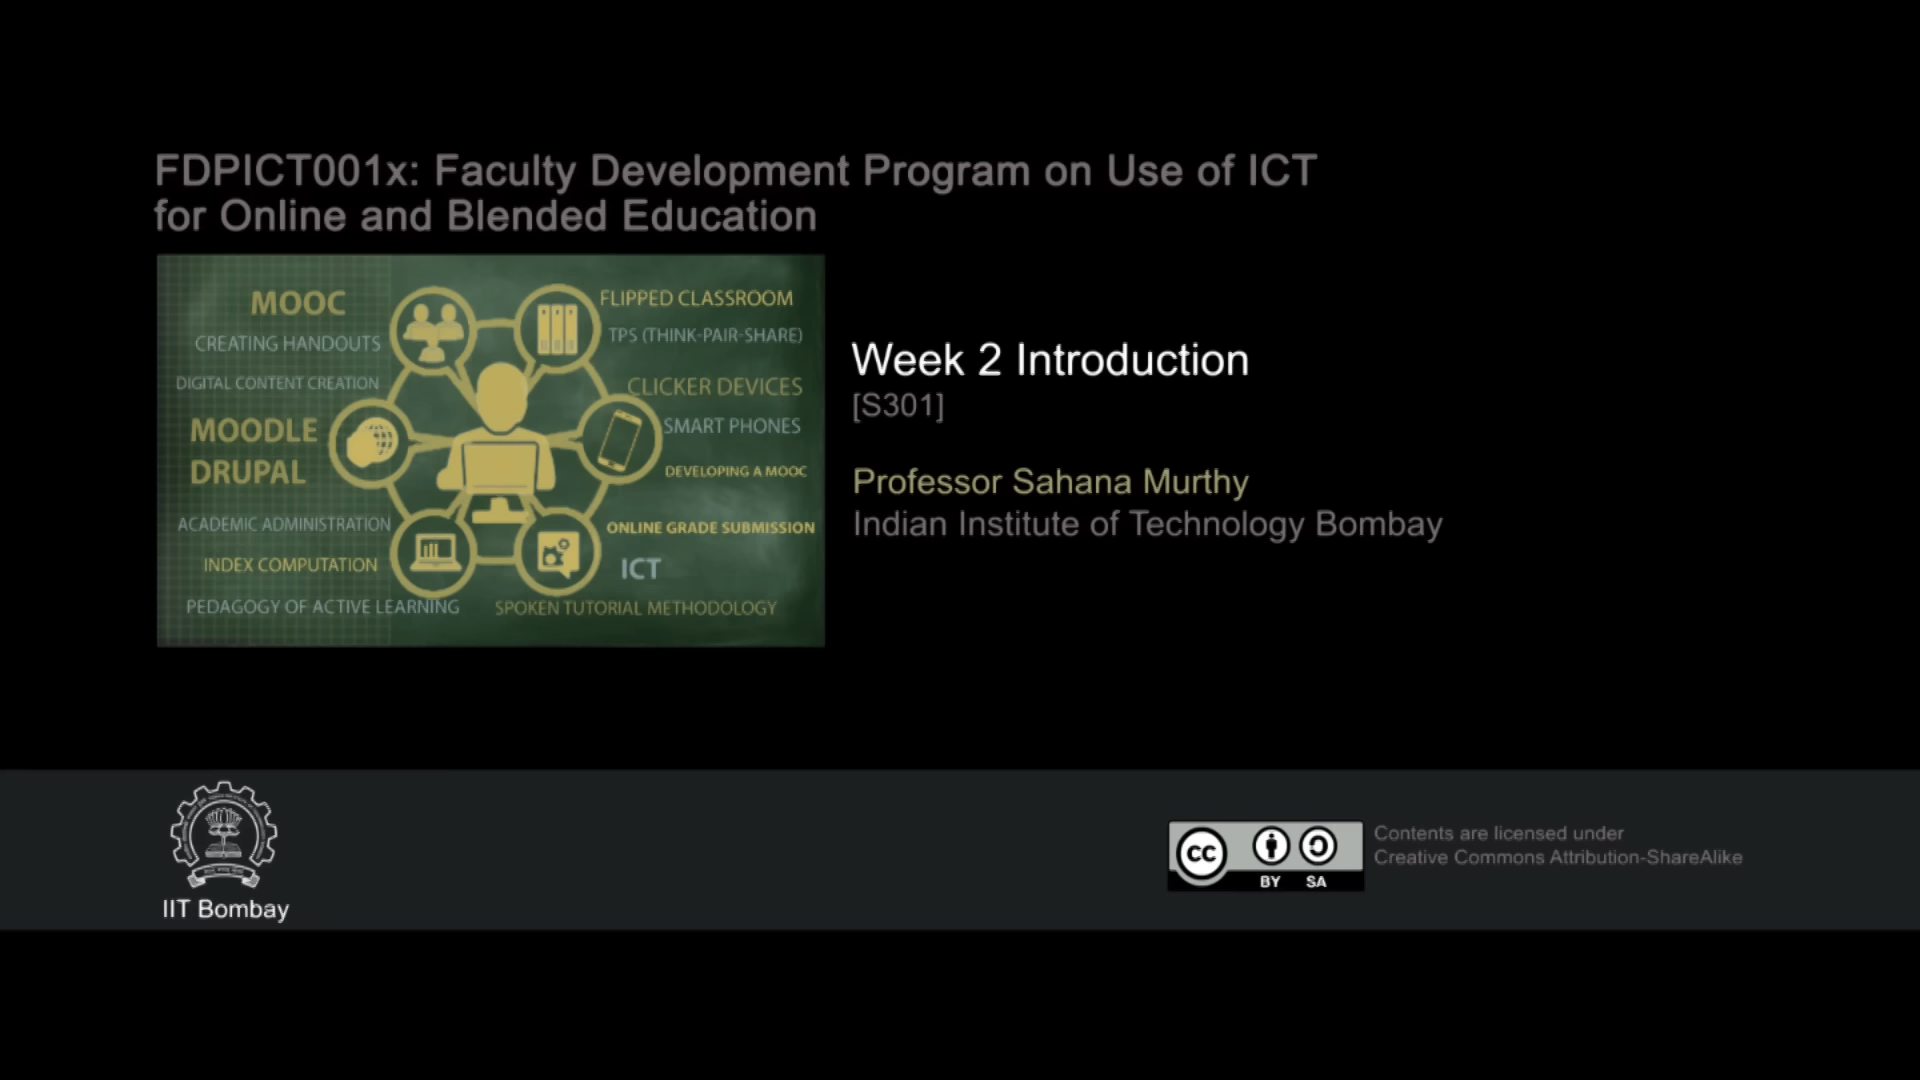 FDPICT001x: Faculty Development Program on Use of ICT
for Online and Blended Education
MOOC
CREATING HANDOUTS
DIGITAL CONTENT CREATION
MOODLE
DRUPAL
ACADEMIC ADMINISTRATION
INDEX COMPUTATION
PEDAGOGY OF ACTIVE LEARNING
FLIPPED CLASSROOM
TPS (THINK-PAIR-SHARE)
CLICKER DEVICES
SMART PHONES
DEVELOPING A MOOC
ONLINE GRADE SUBMISSION
ICT
SPOKEN TUTORIAL METHODOLOGY
Week 2 Introduction
[S301]
Professor Sahana Murthy
Indian Institute of Technology Bombay
IIT Bombay
cc
BY SA
Contents are licensed under
Creative Commons Attribution-ShareAlike